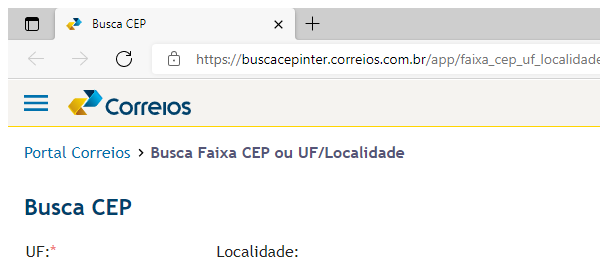 Busca CEP
https://buscacepinter.correios.com.br/app/faixa_cep_uf_localidade
Correios
Portal Correios > Busca Faixa CEP ou UF/Localidade
Busca CEP
UF:* Localidade: